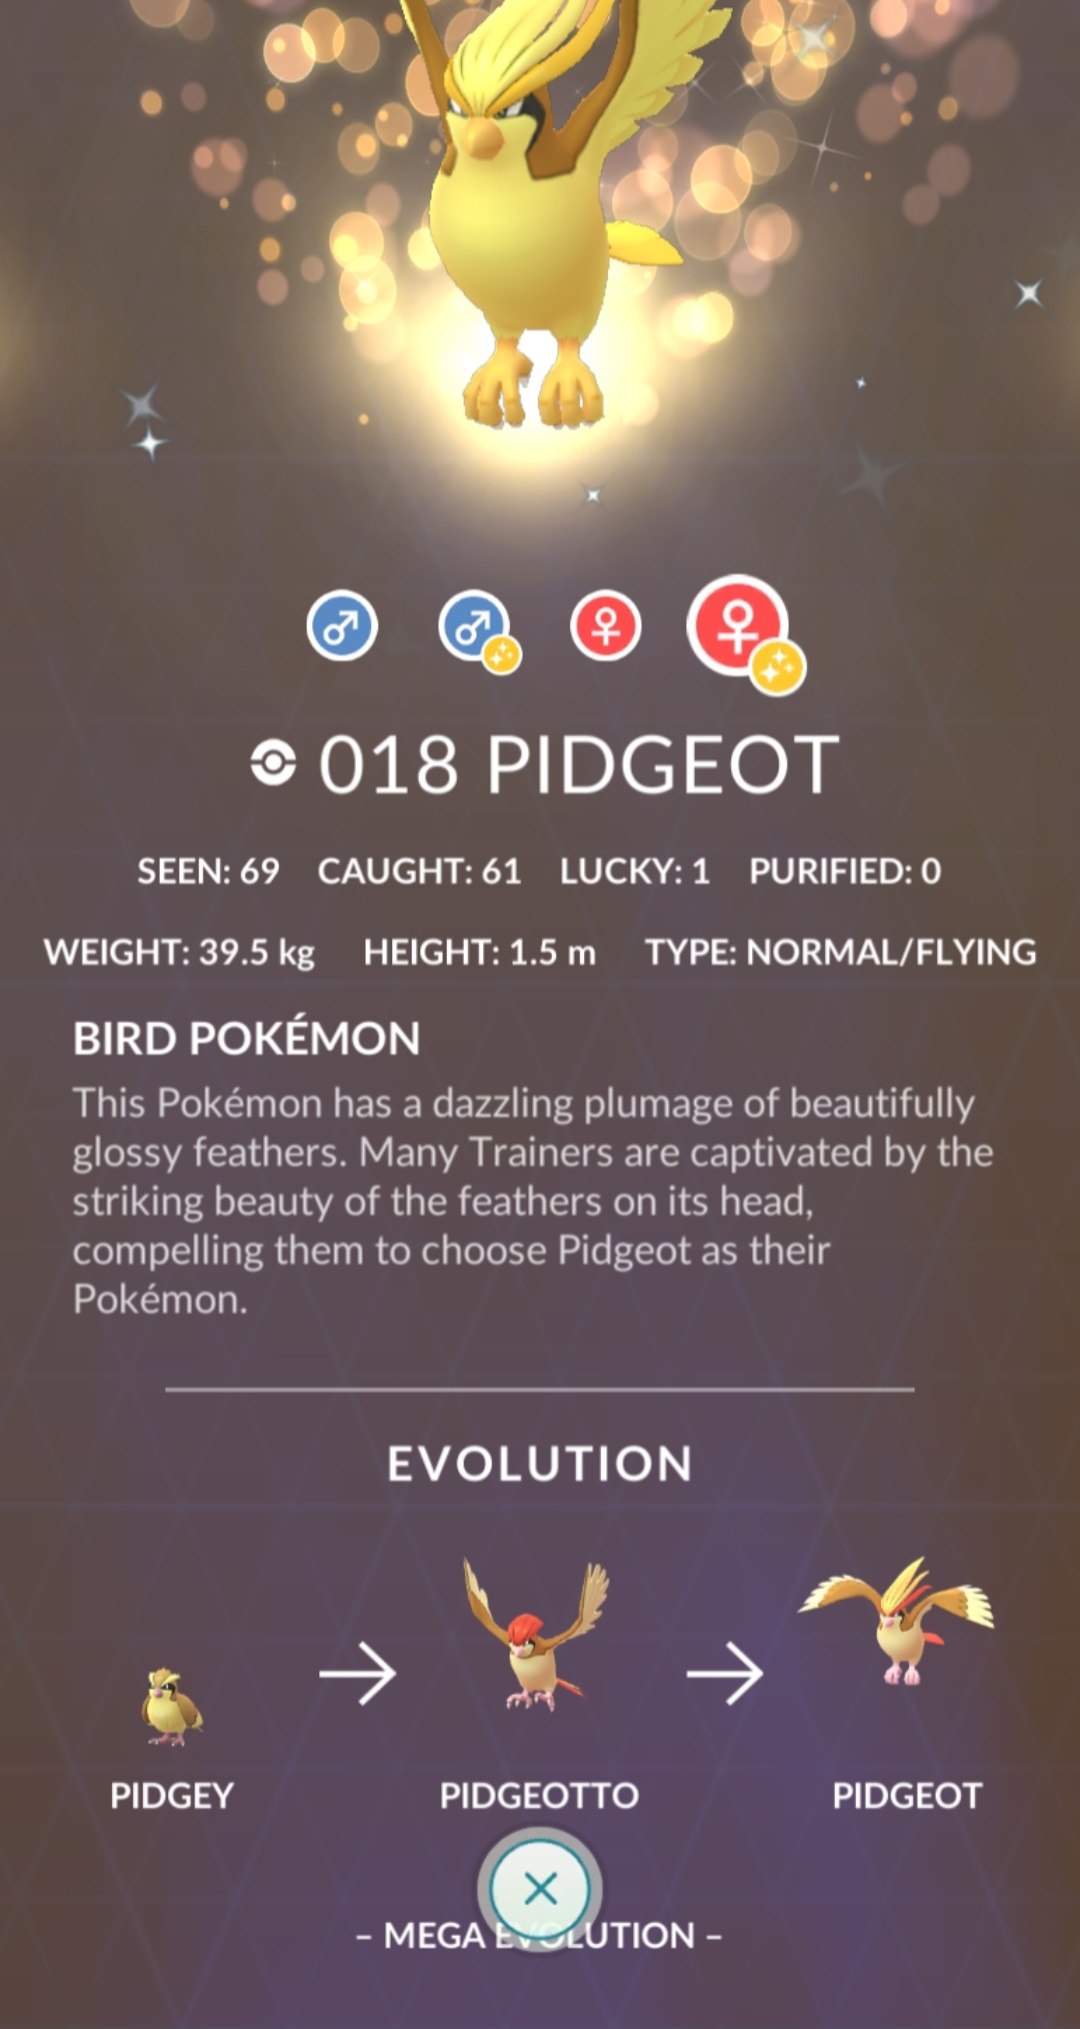 018 PIDGEOT
SEEN: 69 CAUGHT: 61 LUCKY: 1 PURIFIED: 0
WEIGHT: 39.5 kg HEIGHT: 1.5 m TYPE: NORMAL/FLYING
BIRD POKÉMON
This Pokémon has a dazzling plumage of beautifully
glossy feathers. Many Trainers are captivated by the
striking beauty of the feathers on its head,
compelling them to choose Pidgeot as their
Pokémon.
EVOLUTION
PIDGEY PIDGEOTTO PIDGEOT
– MEGA EVOLUTION –